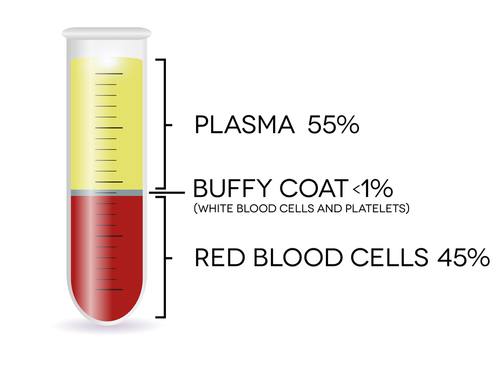 PLASMA 55%
BUFFY COAT <1%
(WHITE BLOOD CELLS AND PLATELETS)
RED BLOOD CELLS 45%